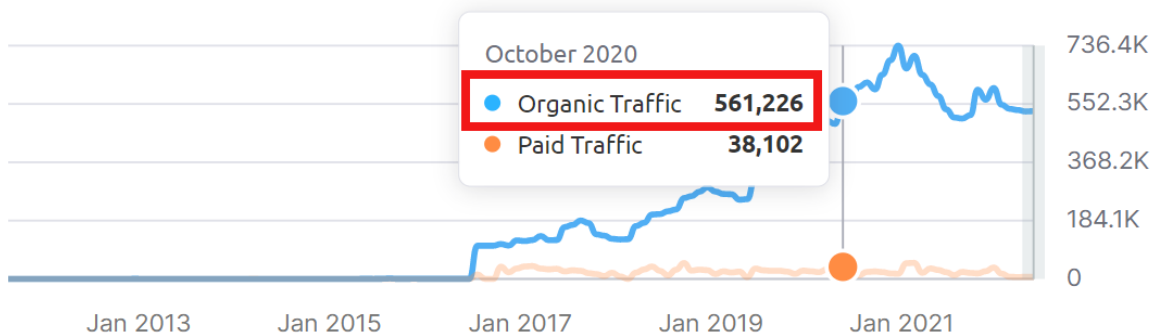 October 2020
Organic Traffic 561,226
Paid Traffic 38,102
736.4K
552.3K
368.2K
184.1K
0
Jan 2013 Jan 2015 Jan 2017 Jan 2019 Jan 2021